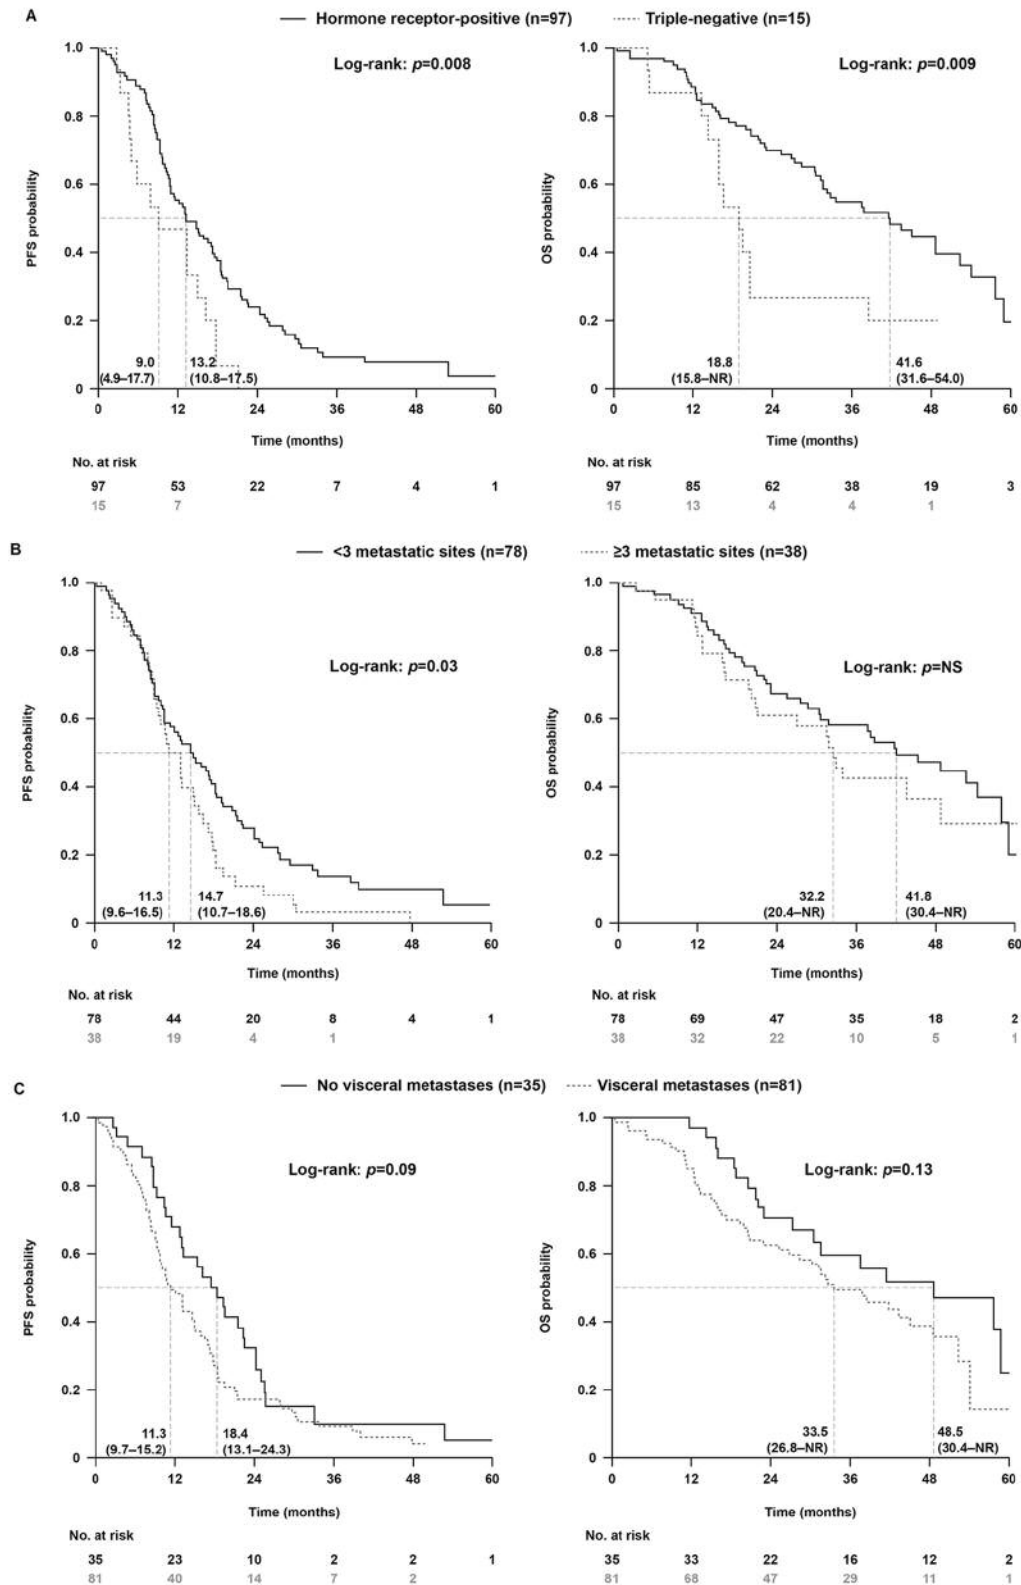 A
Hormone receptor-positive (n=97) Triple-negative (n=15)
1.0
0.8
0.6
0.4
0.2
0
PFS probability
Log-rank: p=0.008
9.0
(4.9–17.7)
13.2
(10.8–17.5)
0 12 24 36 48 60
Time (months)
1.0
0.8
0.6
0.4
0.2
0
OS probability
Log-rank: p=0.009
18.8
(15.8–NR)
41.6
(31.6–54.0)
0 12 24 36 48 60
Time (months)
No. at risk
97 53 22 7 4 1
15 7
97 85 62 38 19 3
15 13 4 4 1
B
<3 metastatic sites (n=78) ≥3 metastatic sites (n=38)
1.0
0.8
0.6
0.4
0.2
0
PFS probability
Log-rank: p=0.03
11.3
(9.6–16.5)
14.7
(10.7–18.6)
0 12 24 36 48 60
Time (months)
1.0
0.8
0.6
0.4
0.2
0
OS probability
Log-rank: p=NS
32.2
(20.4–NR)
41.8
(30.4–NR)
0 12 24 36 48 60
Time (months)
No. at risk
78 44 20 8 4 1
38 19 4 1
No. at risk
78 69 47 35 18 2
38 32 22 10 5 1
C
No visceral metastases (n=35) Visceral metastases (n=81)
1.0
0.8
0.6
0.4
0.2
0
PFS probability
Log-rank: p=0.09
11.3
(9.7–15.2)
18.4
(13.1–24.3)
0 12 24 36 48 60
Time (months)
1.0
0.8
0.6
0.4
0.2
0
OS probability
Log-rank: p=0.13
33.5
(26.8–NR)
48.5
(30.4–NR)
0 12 24 36 48 60
Time (months)
No. at risk
35 23 10 2 2 1
81 40 14 7 2
No. at risk
35 33 22 16 12 2
81 68 47 29 11 1